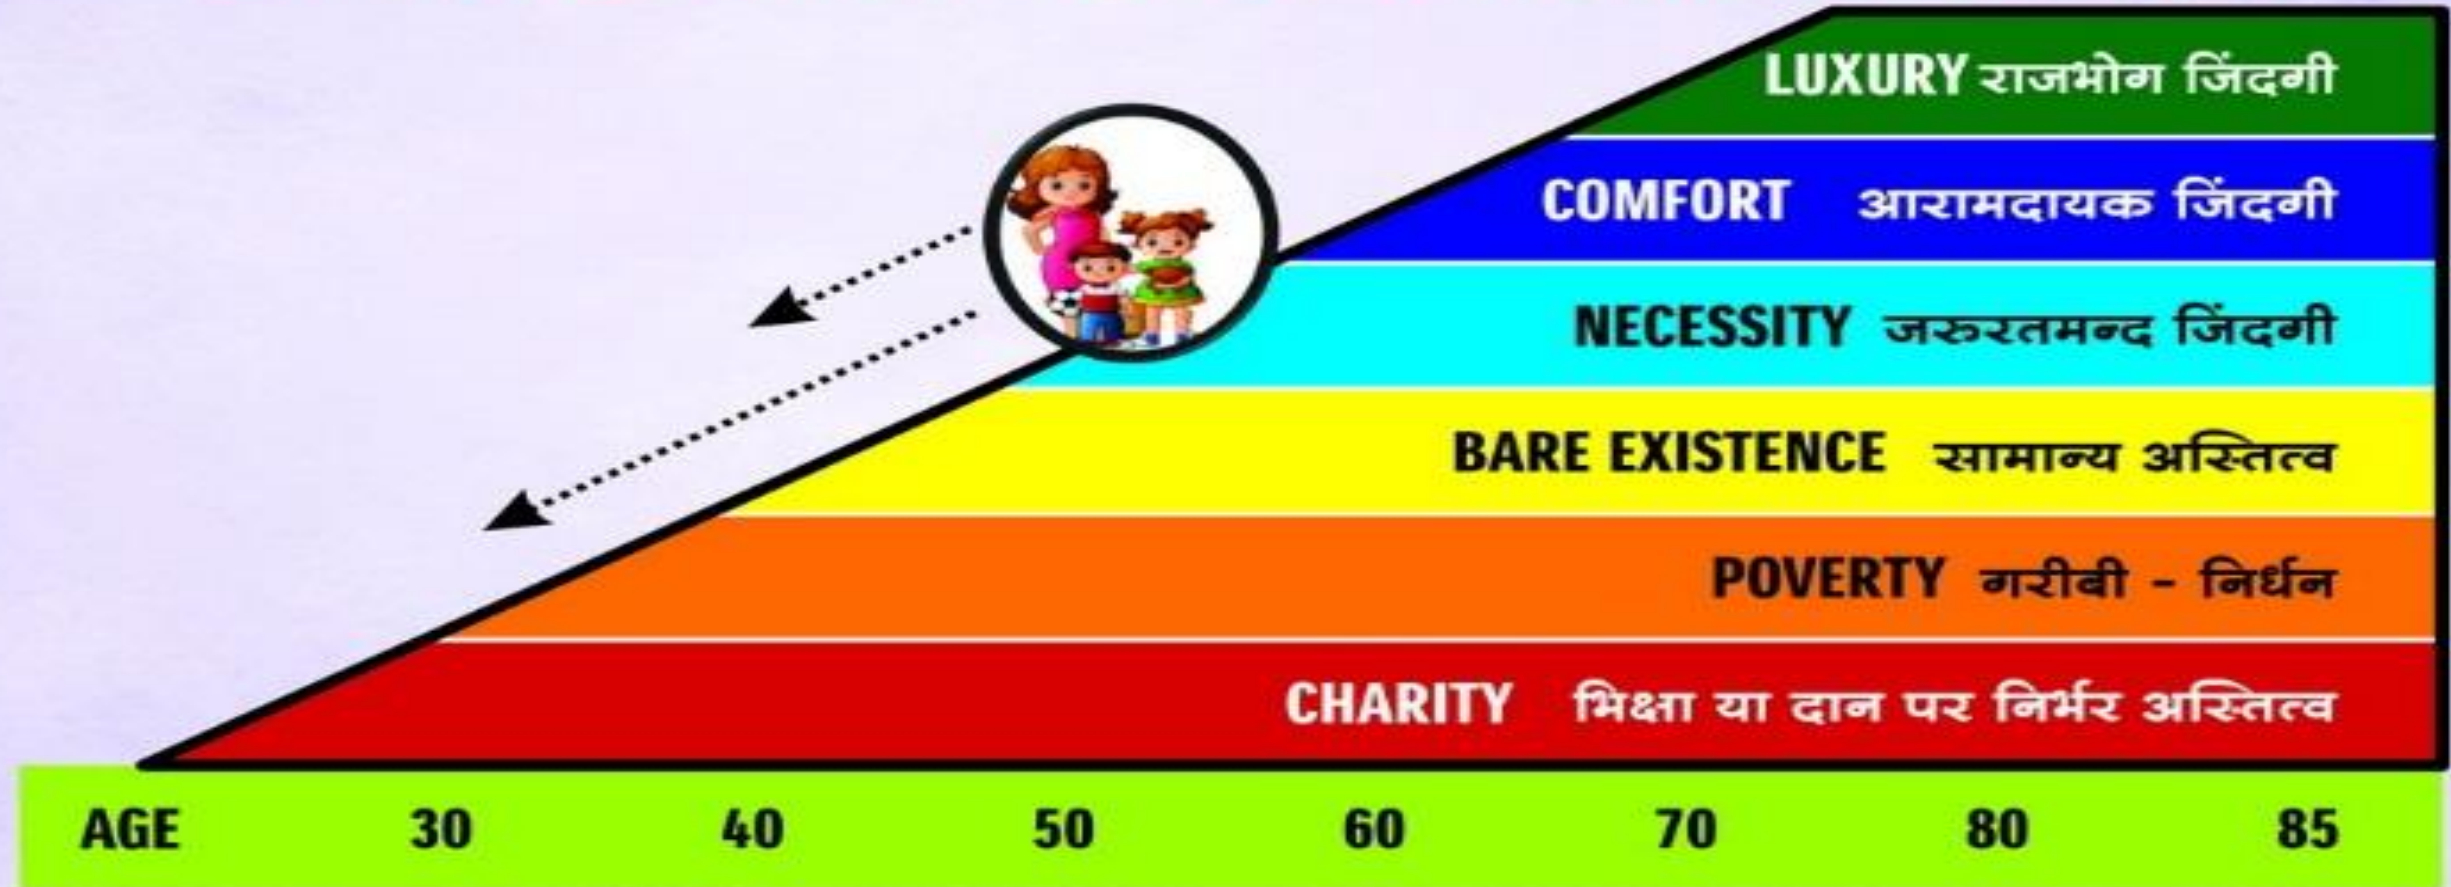 LUXURY राजभोग जिंदगी
COMFORT आरामदायक जिंदगी
NECESSITY जरुरतमन्द जिंदगी
BARE EXISTENCE सामान्य अस्तित्व
POVERTY गरीबी - निर्धन
CHARITY भिक्षा या दान पर निर्भर अस्तित्व
AGE 30 40 50 60 70 80 85